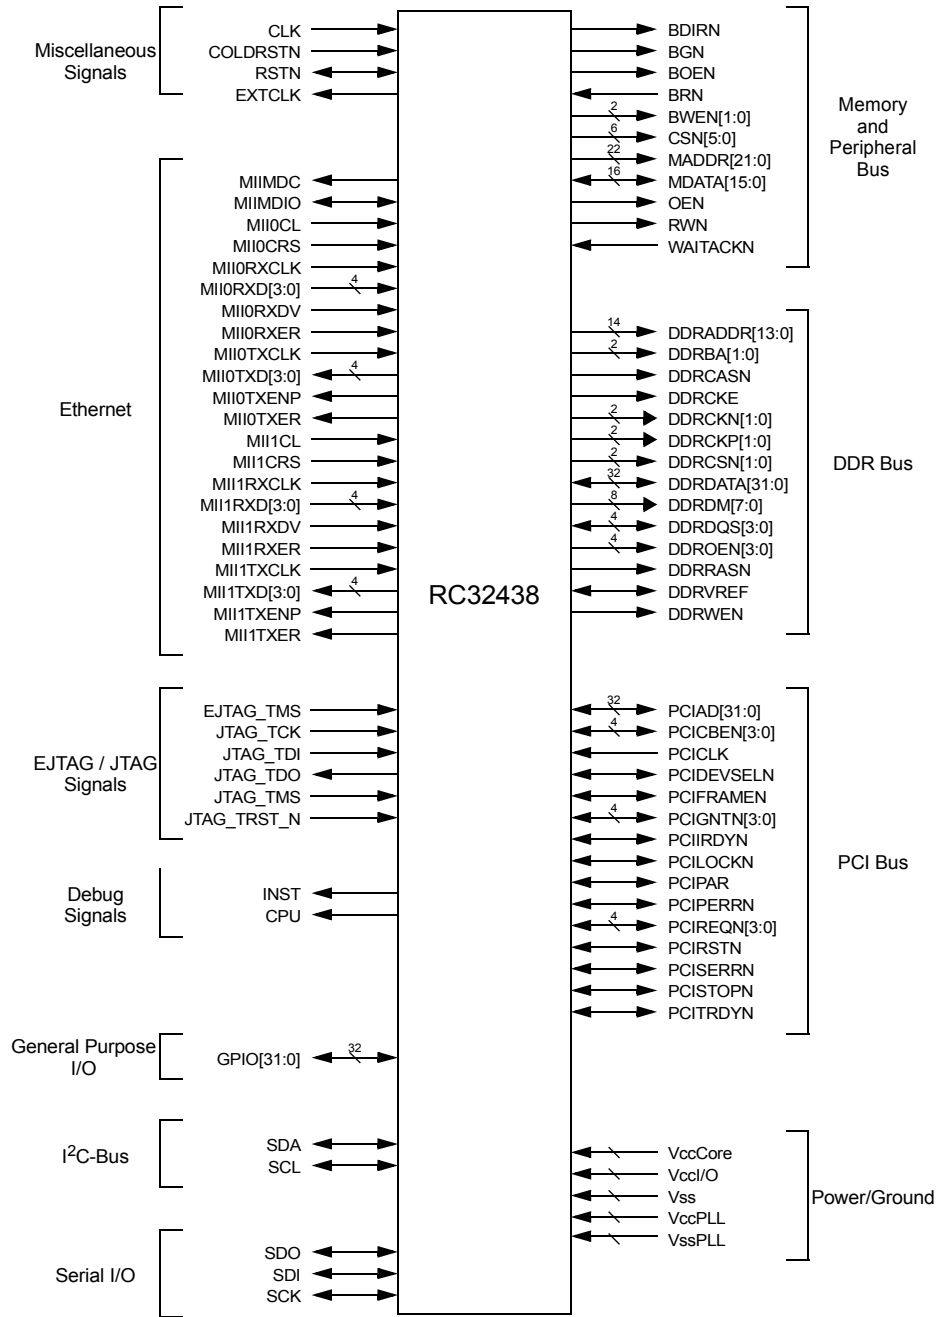 Miscellaneous
Signals
CLK
COLDRSTN
RSTN
EXTCLK
Ethernet
MIIMDC
MIIMDIO
MII0CL
MII0CRS
MII0RXCLK
MII0RXD[3:0]
4
MII0RXDV
MII0RXER
MII0TXCLK
MII0TXD[3:0]
4
MII0TXENP
MII0TXER
MII1CL
MII1CRS
MII1RXCLK
MII1RXD[3:0]
4
MII1RXDV
MII1RXER
MII1TXCLK
MII1TXD[3:0]
4
MII1TXENP
MII1TXER
EJTAG / JTAG
Signals
EJTAG_TMS
JTAG_TCK
JTAG_TDI
JTAG_TDO
JTAG_TMS
JTAG_TRST_N
Debug
Signals
INST
CPU
General Purpose
I/O
GPIO[31:0]
32
I2C-Bus
SDA
SCL
Serial I/O
SDO
SDI
SCK
RC32438
BDIRN
BGN
BOEN
BRN
2
BWEN[1:0]
6
CSN[5:0]
22
MADDR[21:0]
16
MDATA[15:0]
OEN
RWN
WAITACKN
Memory
and
Peripheral
Bus
14
DDRADDR[13:0]
2
DDRBA[1:0]
DDRCASN
DDRCKE
2
DDRCKN[1:0]
2
DDRCKP[1:0]
2
DDRCSN[1:0]
32
DDRDATA[31:0]
8
DDRDM[7:0]
4
DDRDQS[3:0]
4
DDROEN[3:0]
DDRRASN
DDRVREF
DDRWEN
DDR Bus
32
PCIAD[31:0]
4
PCICBEN[3:0]
PCICLK
PCIDEVSELN
PCIFRAMEN
4
PCIGNTN[3:0]
PCIIRDYN
PCILOCKN
PCIPAR
PCIPERRN
4
PCIREQN[3:0]
PCIRSTN
PCISERRN
PCISTOPN
PCITRDYN
PCI Bus
VccCore
VccI/O
Vss
VccPLL
VssPLL
Power/Ground